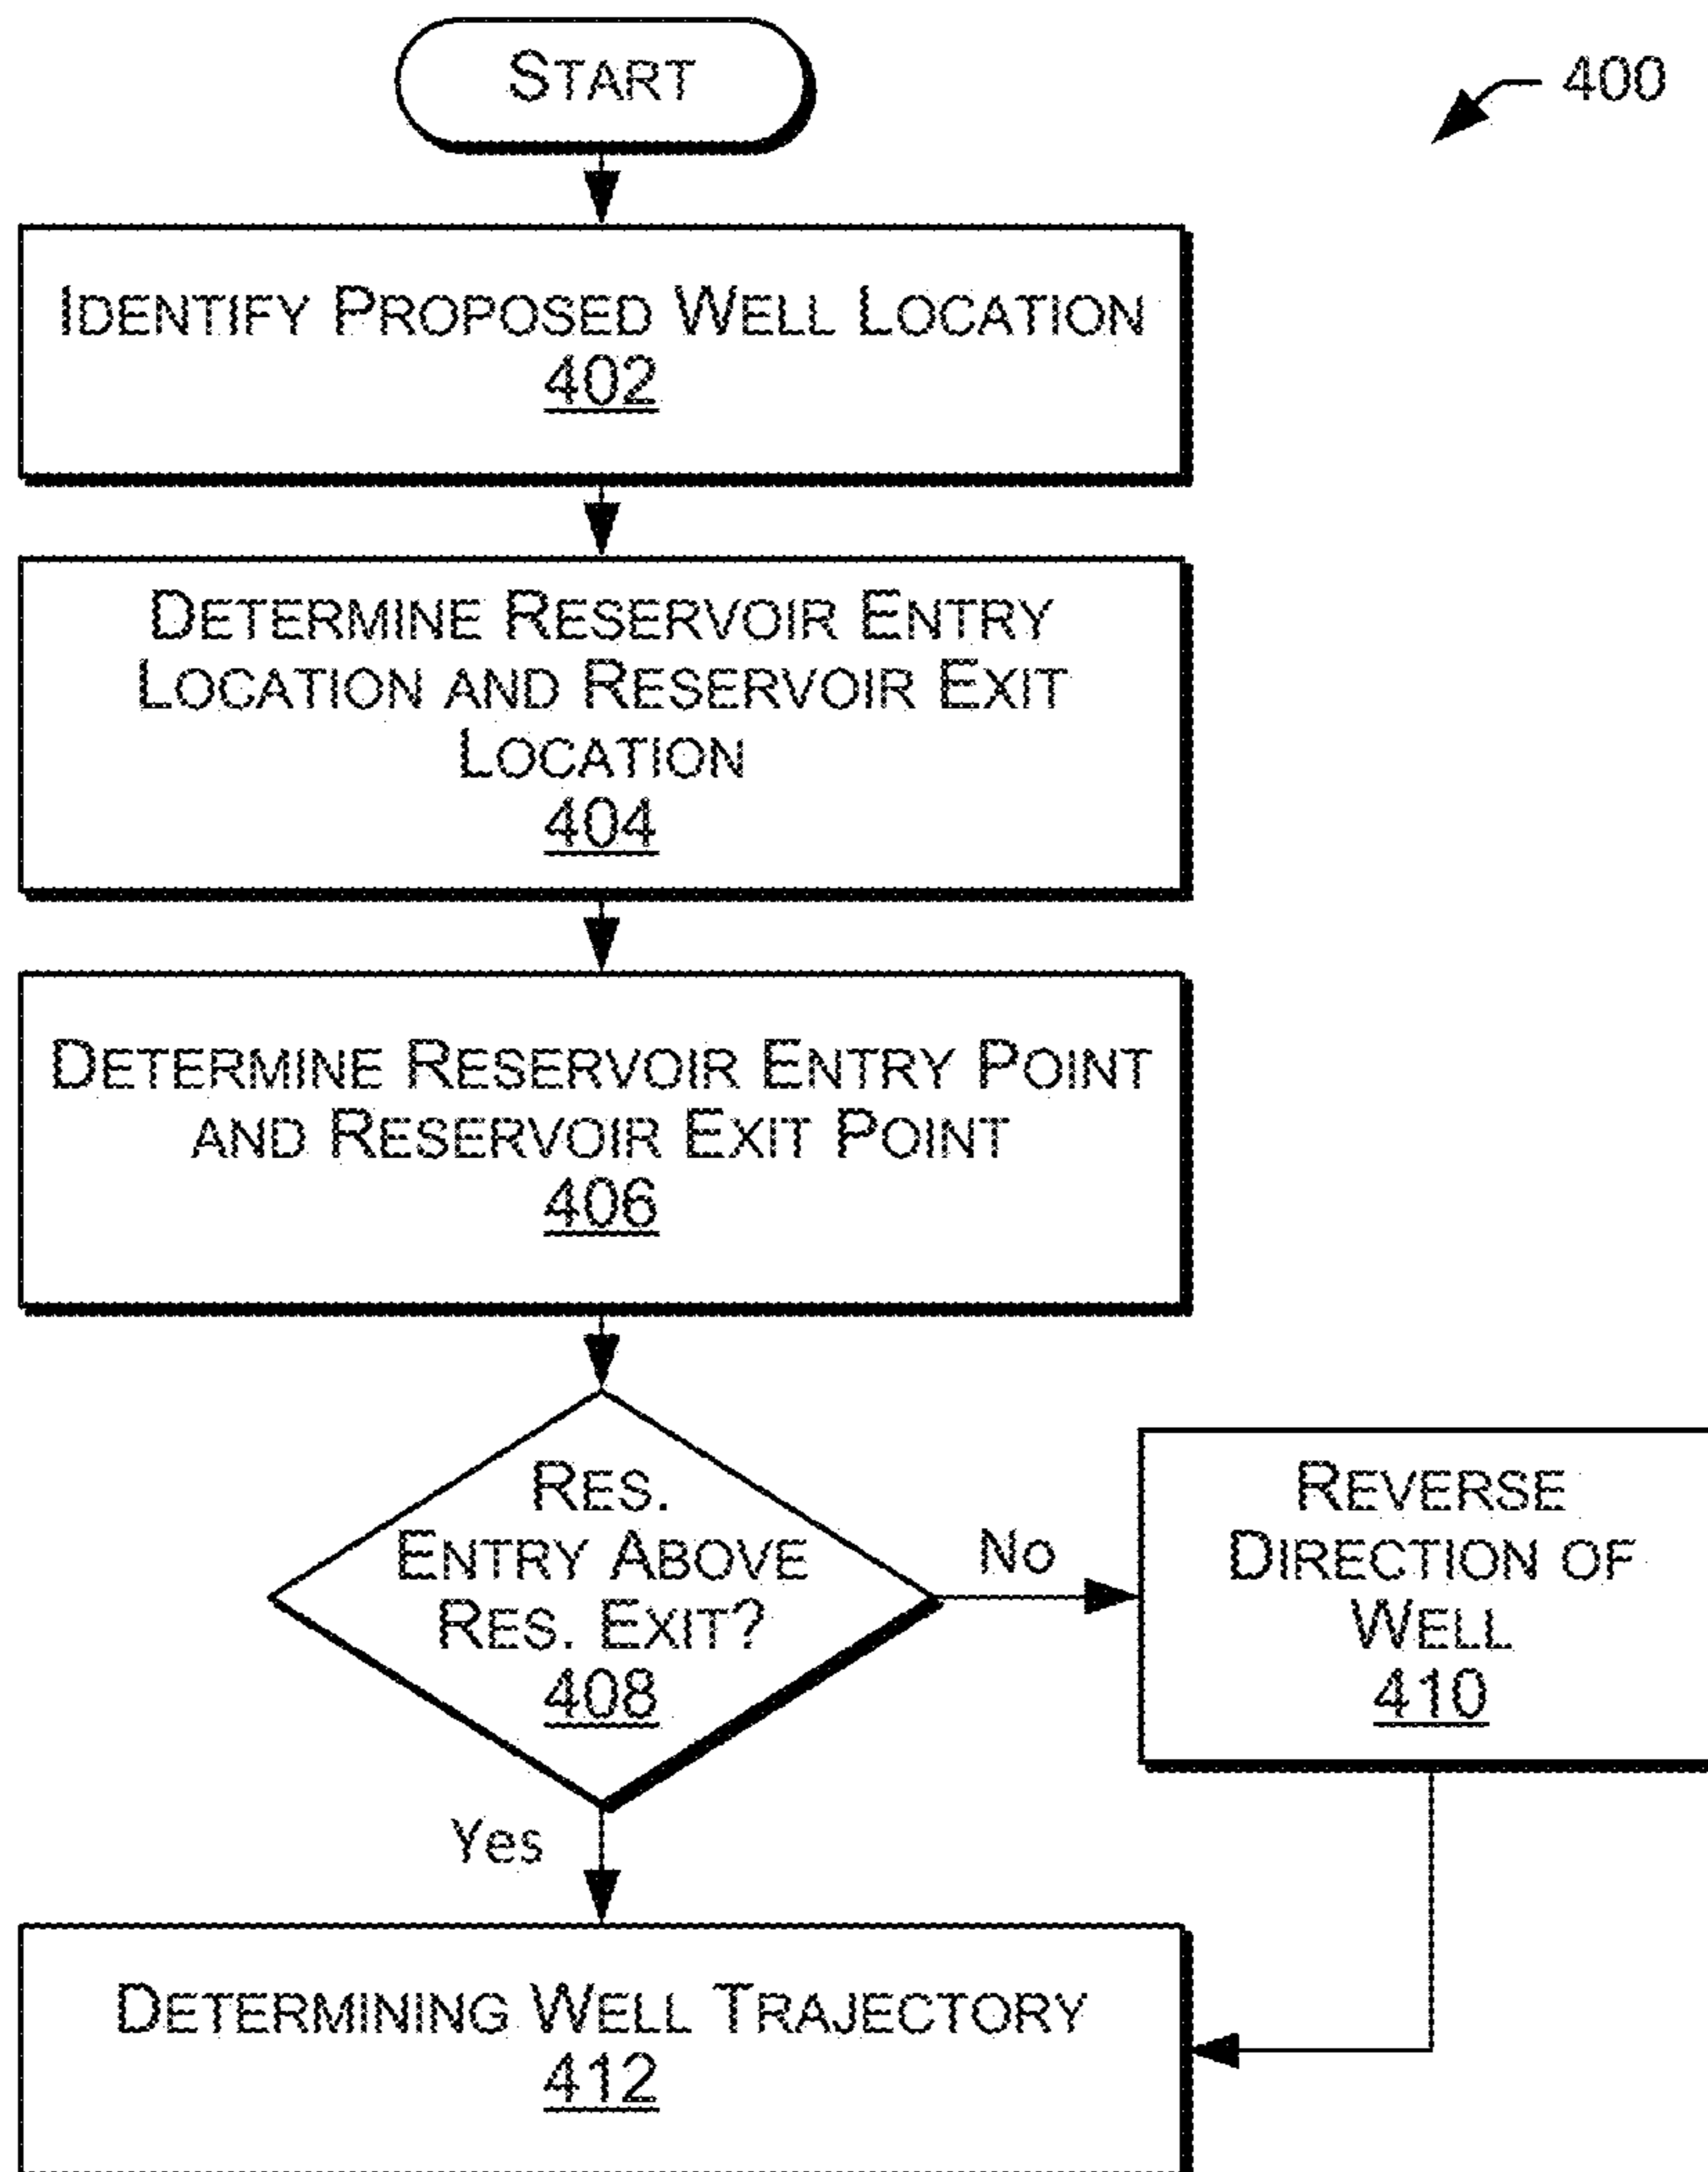 START
400
IDENTIFY PROPOSED WELL LOCATION
402
DETERMINE RESERVOIR ENTRY
LOCATION AND RESERVOIR EXIT
LOCATION
404
DETERMINE RESERVOIR ENTRY POINT
AND RESERVOIR EXIT POINT
406
RES.
ENTRY ABOVE
RES. EXIT?
408
No
REVERSE
DIRECTION OF
WELL
410
Yes
DETERMINING WELL TRAJECTORY
412